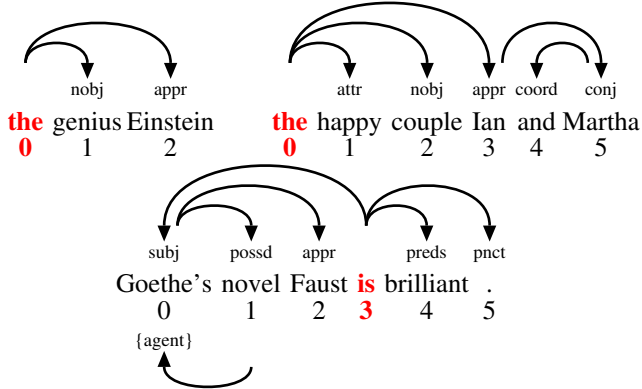 nobj appr
the genius Einstein
0 1 2
attr nobj appr coord conj
the happy couple Ian and Martha
0 1 2 3 4 5
subj possd appr preds pnct
Goethe's novel Faust is brilliant .
0 1 2 3 4 5
{agent}